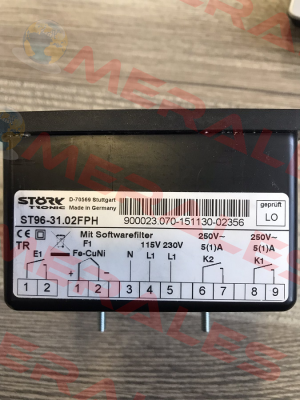 STÖRK
TRONIC
D-70569 Stuttgart
Made in Germany
geprüft
LO
ST96-31.02FPH
900023.070-151130-02356
CE
Mit Softwarefilter
250V~ 250V~
TR
F1
115V 230V
5(1)A 5(1)A
E1
Fe-CuNi
N L1 L1
K2
K1
1 2 1 2 3 4 5 6 7 8 9
MERALES